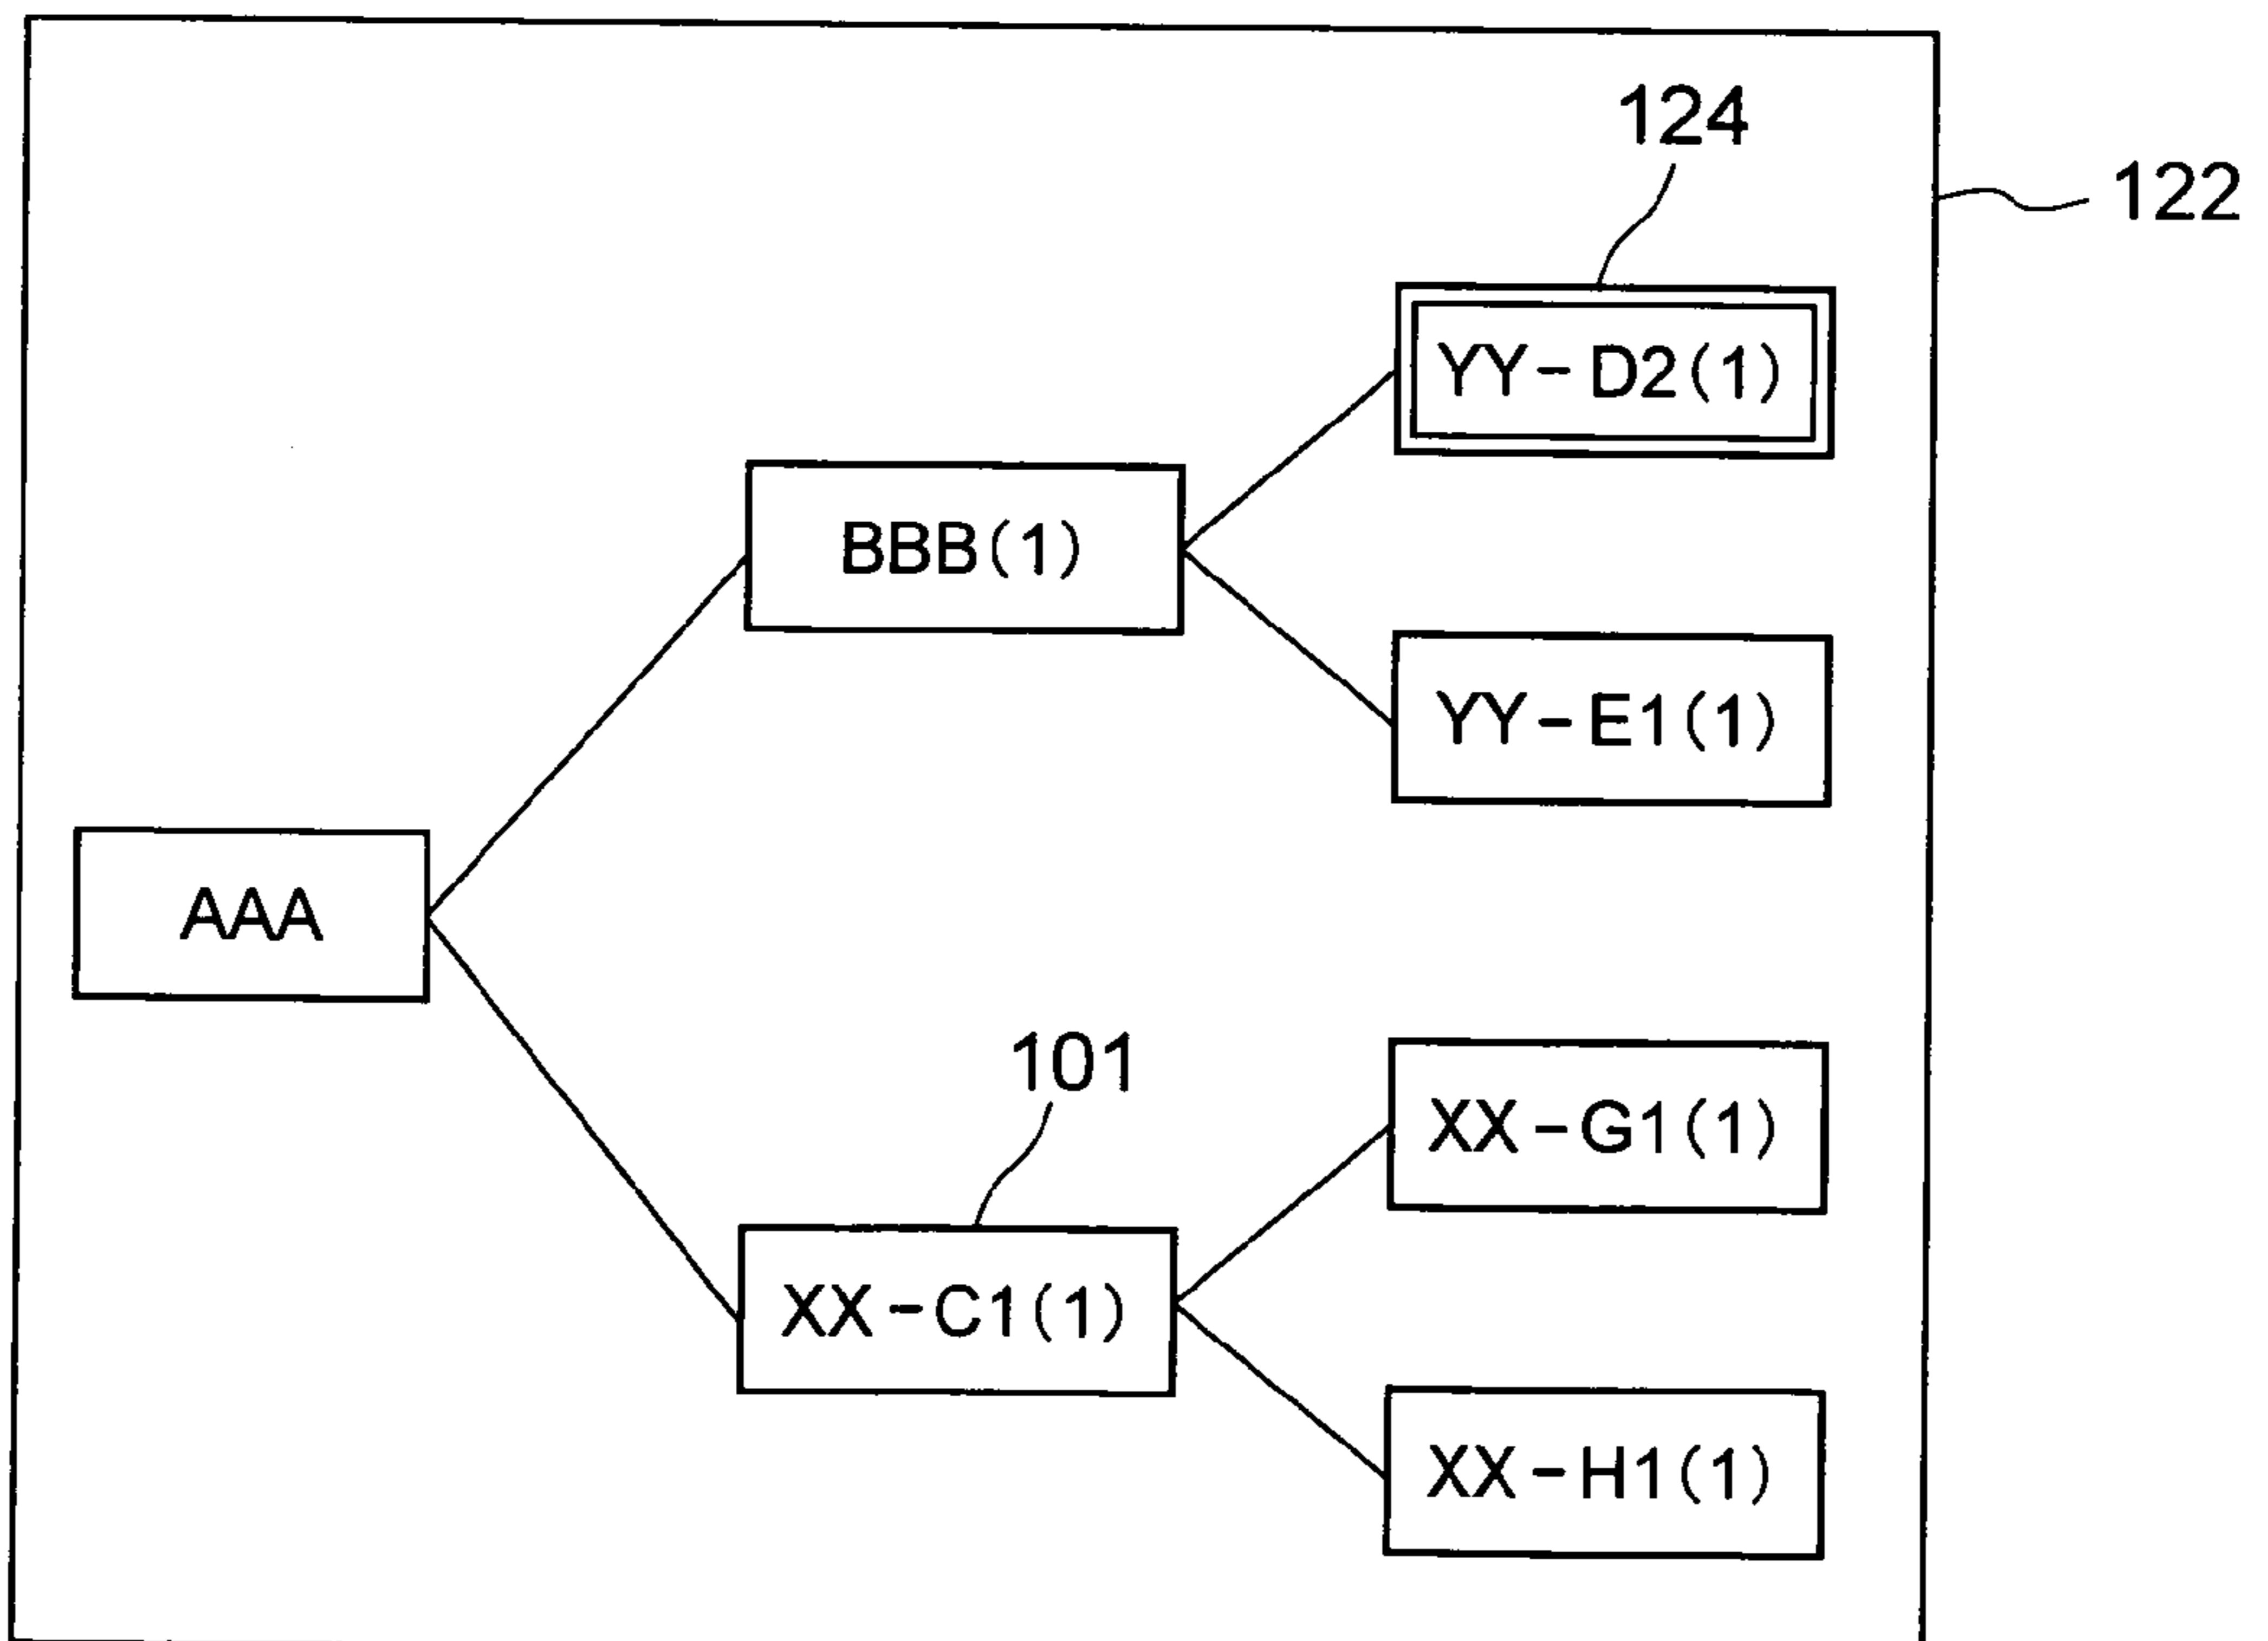 124
122
YY-D2(1)
BBB(1)
YY-E1(1)
AAA
101
XX-G1(1)
XX-C1(1)
XX-H1(1)